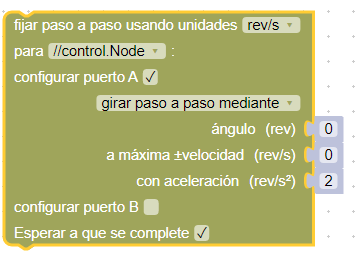 fijar paso a paso usando unidades rev/s
para //control.Node :
configurar puerto A
girar paso a paso mediante
ángulo (rev) 0
a máxima ±velocidad (rev/s) 0
con aceleración (rev/s²) 2
configurar puerto B
Esperar a que se complete